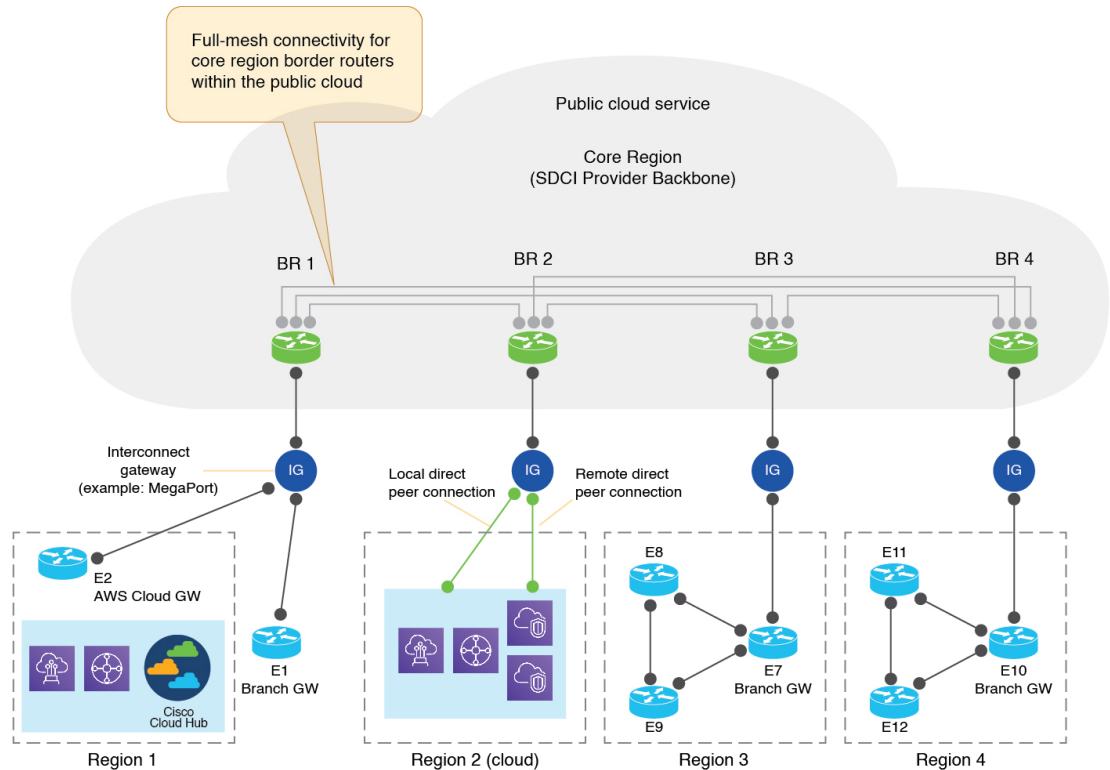 Full-mesh connectivity for
core region border routers
within the public cloud
Public cloud service
Core Region
(SDCI Provider Backbone)
BR 1
BR 2
BR 3
BR 4
Interconnect
gateway
(example: MegaPort)
IG
Local direct
peer connection
IG
Remote direct
peer connection
IG
IG
E2
AWS Cloud GW
E1
Branch GW
Cisco
Cloud Hub
E8
E7
Branch GW
E9
E11
E10
Branch GW
E12
Region 1
Region 2 (cloud)
Region 3
Region 4